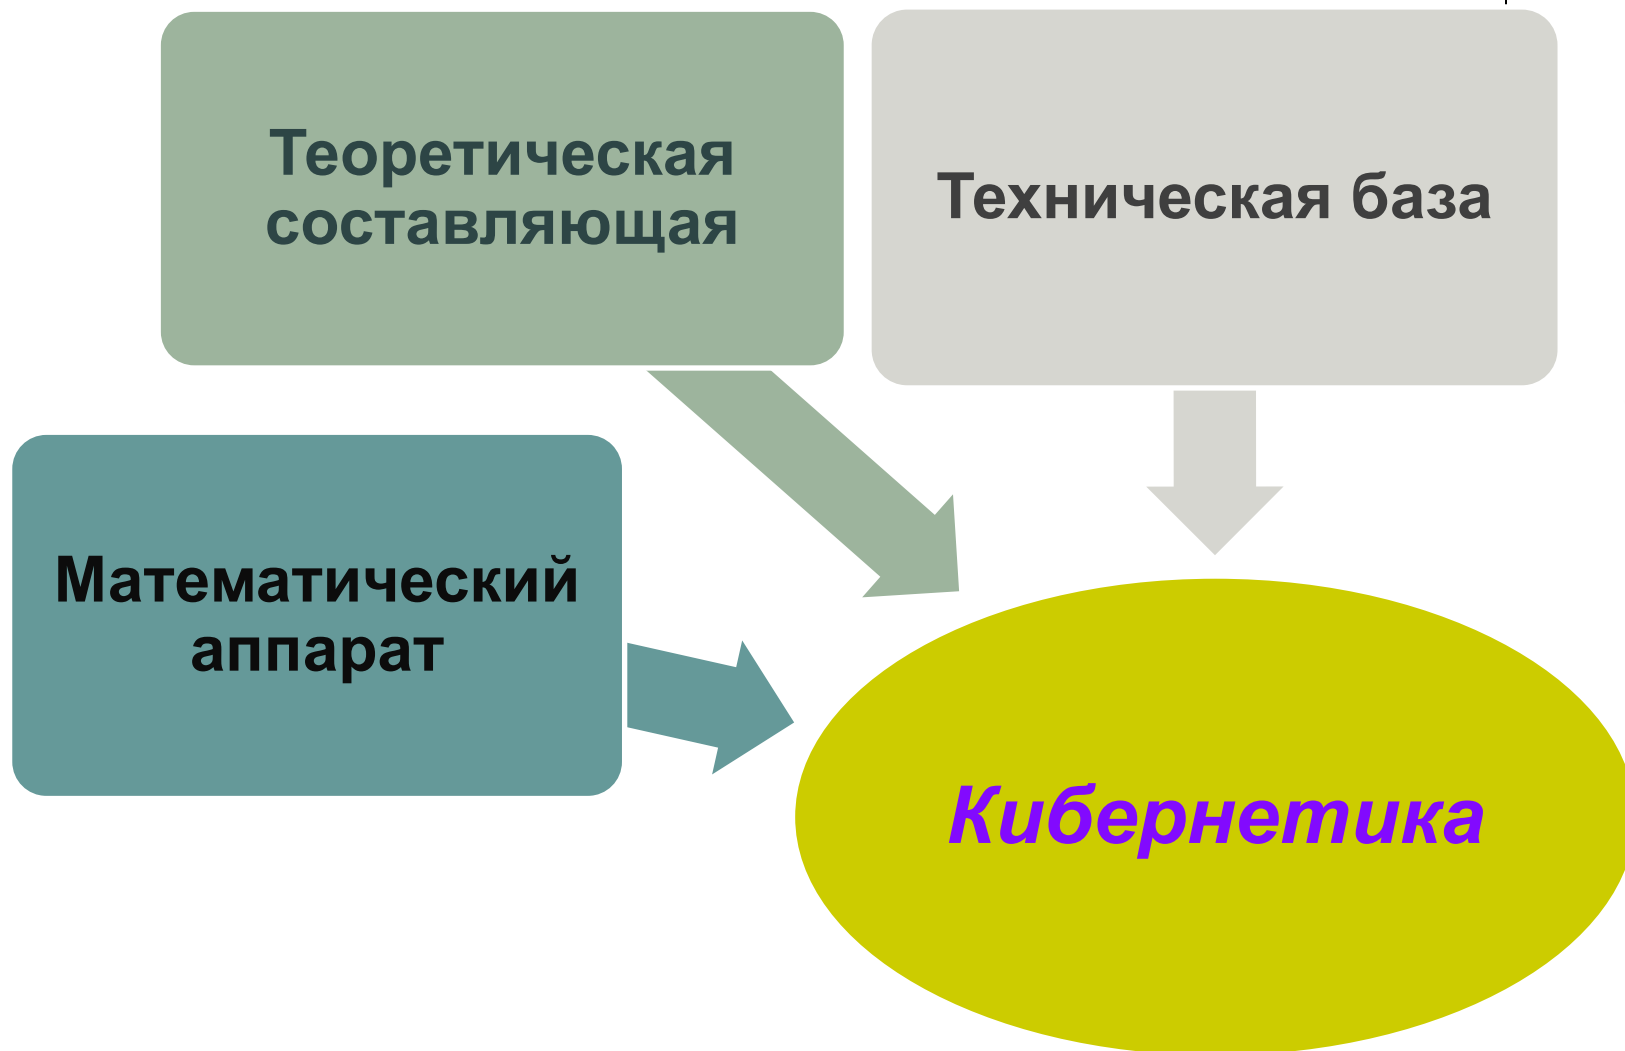 Теоретическая
составляющая
Техническая база
Математический
аппарат
Кибернетика